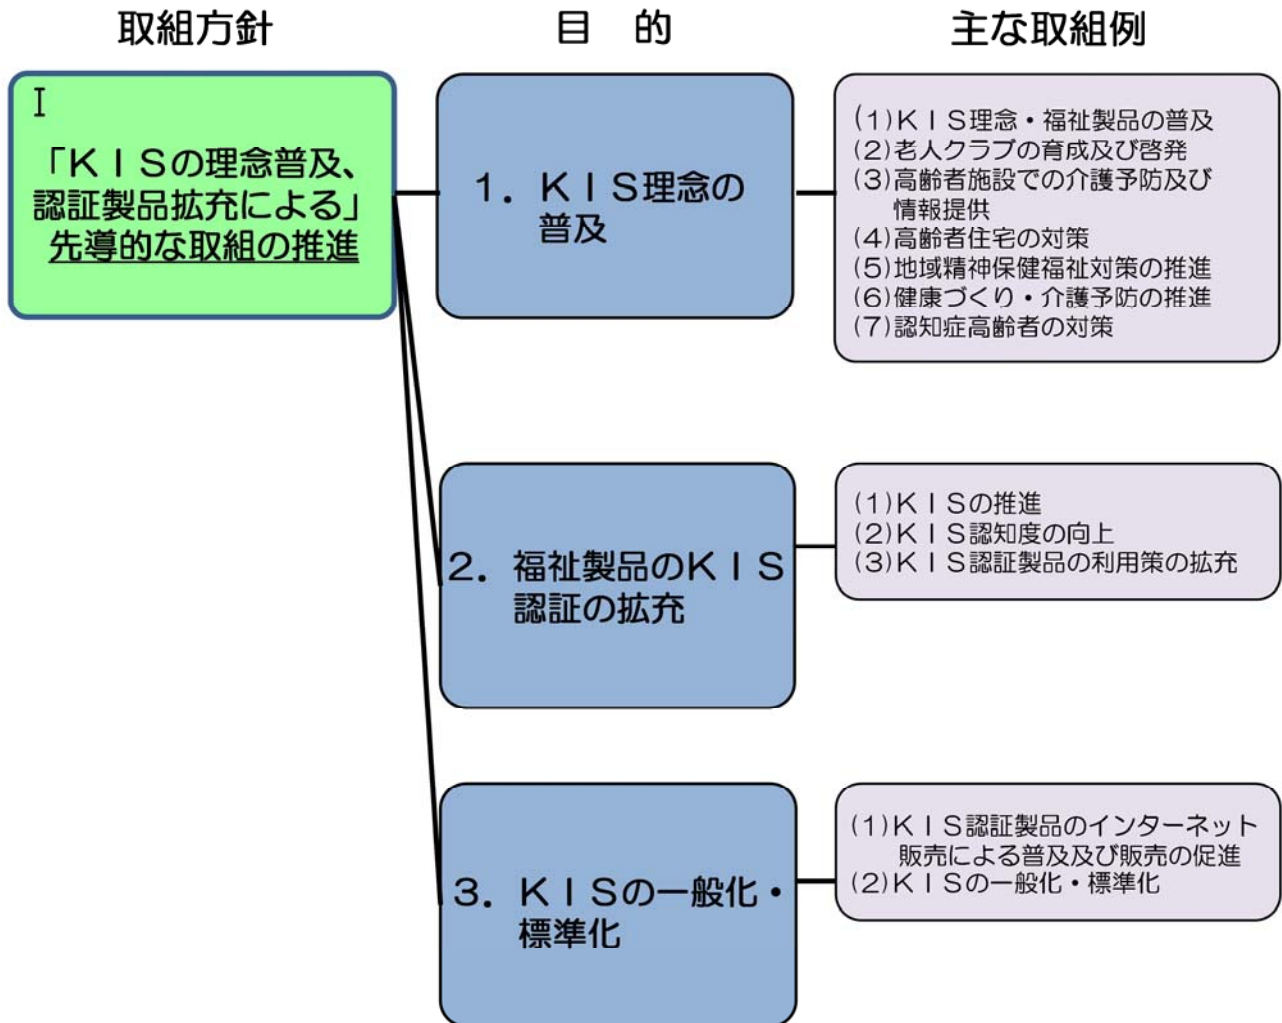 取組方針
目　的
主な取組例
Ⅰ
「ＫＩＳの理念普及、
認証製品拡充による」
先導的な取組の推進
１．ＫＩＳ理念の
普及
(1)ＫＩＳ理念・福祉製品の普及
(2)老人クラブの育成及び啓発
(3)高齢者施設での介護予防及び
情報提供
(4)高齢者住宅の対策
(5)地域精神保健福祉対策の推進
(6)健康づくり・介護予防の推進
(7)認知症高齢者の対策
２．福祉製品のＫＩＳ
認証の拡充
(1)ＫＩＳの推進
(2)ＫＩＳ認知度の向上
(3)ＫＩＳ認証製品の利用策の拡充
３．ＫＩＳの一般化・
標準化
(1)ＫＩＳ認証製品のインターネット
販売による普及及び販売の促進
(2)ＫＩＳの一般化・標準化